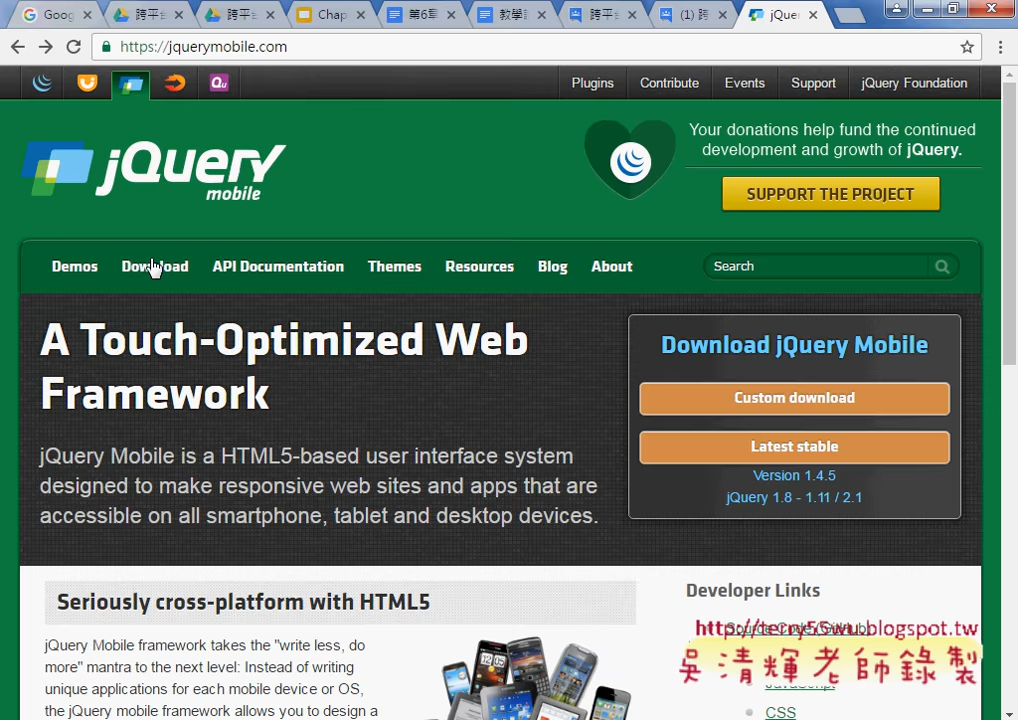 Goog
跨平
跨平
Chap
第6章
教學
跨平
(1) 跨
jQue
https://jquerymobile.com
Qu
Plugins
Contribute
Events
Support
jQuery Foundation
jQuery
mobile
Your donations help fund the continued
development and growth of jQuery.
SUPPORT THE PROJECT
Demos
Download
API Documentation
Themes
Resources
Blog
About
Search
A Touch-Optimized Web
Framework
jQuery Mobile is a HTML5-based user interface system
designed to make responsive web sites and apps that are
accessible on all smartphone, tablet and desktop devices.
Download jQuery Mobile
Custom download
Latest stable
Version 1.4.5
jQuery 1.8 - 1.11 / 2.1
Seriously cross-platform with HTML5
jQuery Mobile framework takes the "write less, do
more" mantra to the next level: Instead of writing
unique applications for each mobile device or OS,
the jQuery mobile framework allows you to design a
Developer Links
Source Code (GitHub)
JavaScript
CSS
吳清輝老師錄製